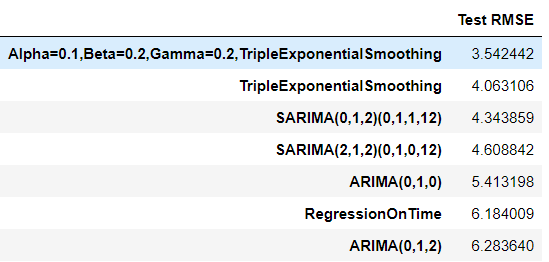 Test RMSE
Alpha=0.1,Beta=0.2,Gamma=0.2,TripleExponentialSmoothing 3.542442
TripleExponentialSmoothing 4.063106
SARIMA(0,1,2)(0,1,1,12) 4.343859
SARIMA(2,1,2)(0,1,0,12) 4.608842
ARIMA(0,1,0) 5.413198
RegressionOnTime 6.184009
ARIMA(0,1,2) 6.283640